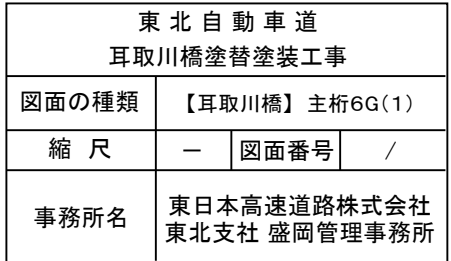 東北自動車道
耳取川橋塗替塗装工事
図面の種類 【耳取川橋】主桁6G(1)
縮 尺 － 図面番号 /
事務所名 東日本高速道路株式会社
東北支社 盛岡管理事務所